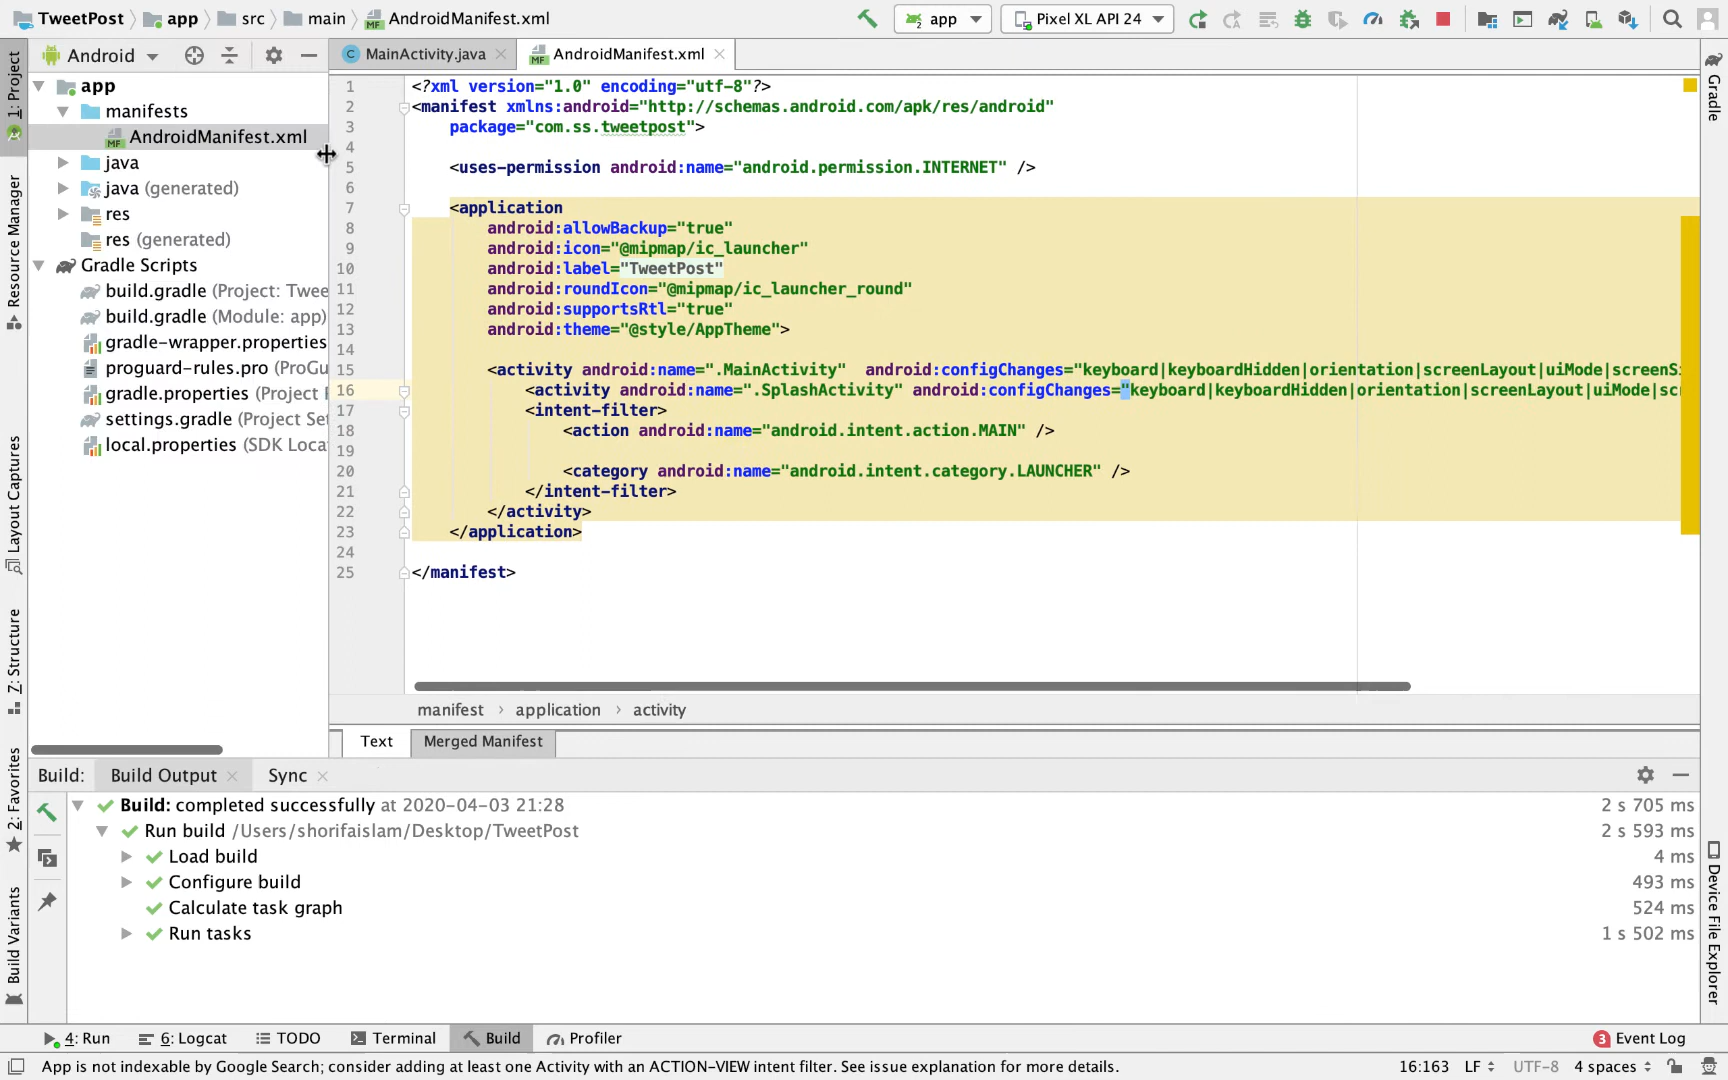 TweetPost app src main AndroidManifest.xml app Pixel XL API 24
1: Project
Resource Manager
Layout Captures
Z: Structure
2: Favorites
Build Variants
Android
app
manifests
AndroidManifest.xml
java
java (generated)
res
res (generated)
Gradle Scripts
build.gradle (Project: Twee
build.gradle (Module: app)
gradle-wrapper.properties
proguard-rules.pro (ProGu
gradle.properties (Project
settings.gradle (Project Set
local.properties (SDK Loca
MainActivity.java AndroidManifest.xml
1 <?xml version="1.0" encoding="utf-8"?>
2 <manifest xmlns:android="http://schemas.android.com/apk/res/android"
3 package="com.ss.tweetpost">
4
5 <uses-permission android:name="android.permission.INTERNET" />
6
7 <application
8 android:allowBackup="true"
9 android:icon="@mipmap/ic_launcher"
10 android:label="TweetPost"
11 android:roundIcon="@mipmap/ic_launcher_round"
12 android:supportsRtl="true"
13 android:theme="@style/AppTheme">
14
15 <activity android:name=".MainActivity" android:configChanges="keyboard|keyboardHidden|orientation|screenLayout|uiMode|screenS
16 <activity android:name=".SplashActivity" android:configChanges="keyboard|keyboardHidden|orientation|screenLayout|uiMode|scr
17 <intent-filter>
18 <action android:name="android.intent.action.MAIN" />
19
20 <category android:name="android.intent.category.LAUNCHER" />
21 </intent-filter>
22 </activity>
23 </application>
24
25 </manifest>
manifest › application › activity
Text Merged Manifest
Gradle
Device File Explorer
Build: Build Output Sync
Build: completed successfully at 2020-04-03 21:28 2 s 705 ms
Run build /Users/shorifaislam/Desktop/TweetPost 2 s 593 ms
Load build 4 ms
Configure build 493 ms
Calculate task graph 524 ms
Run tasks 1 s 502 ms
4: Run 6: Logcat TODO Terminal Build Profiler 3 Event Log
App is not indexable by Google Search; consider adding at least one Activity with an ACTION-VIEW intent filter. See issue explanation for more details. 16:163 LF UTF-8 4 spaces